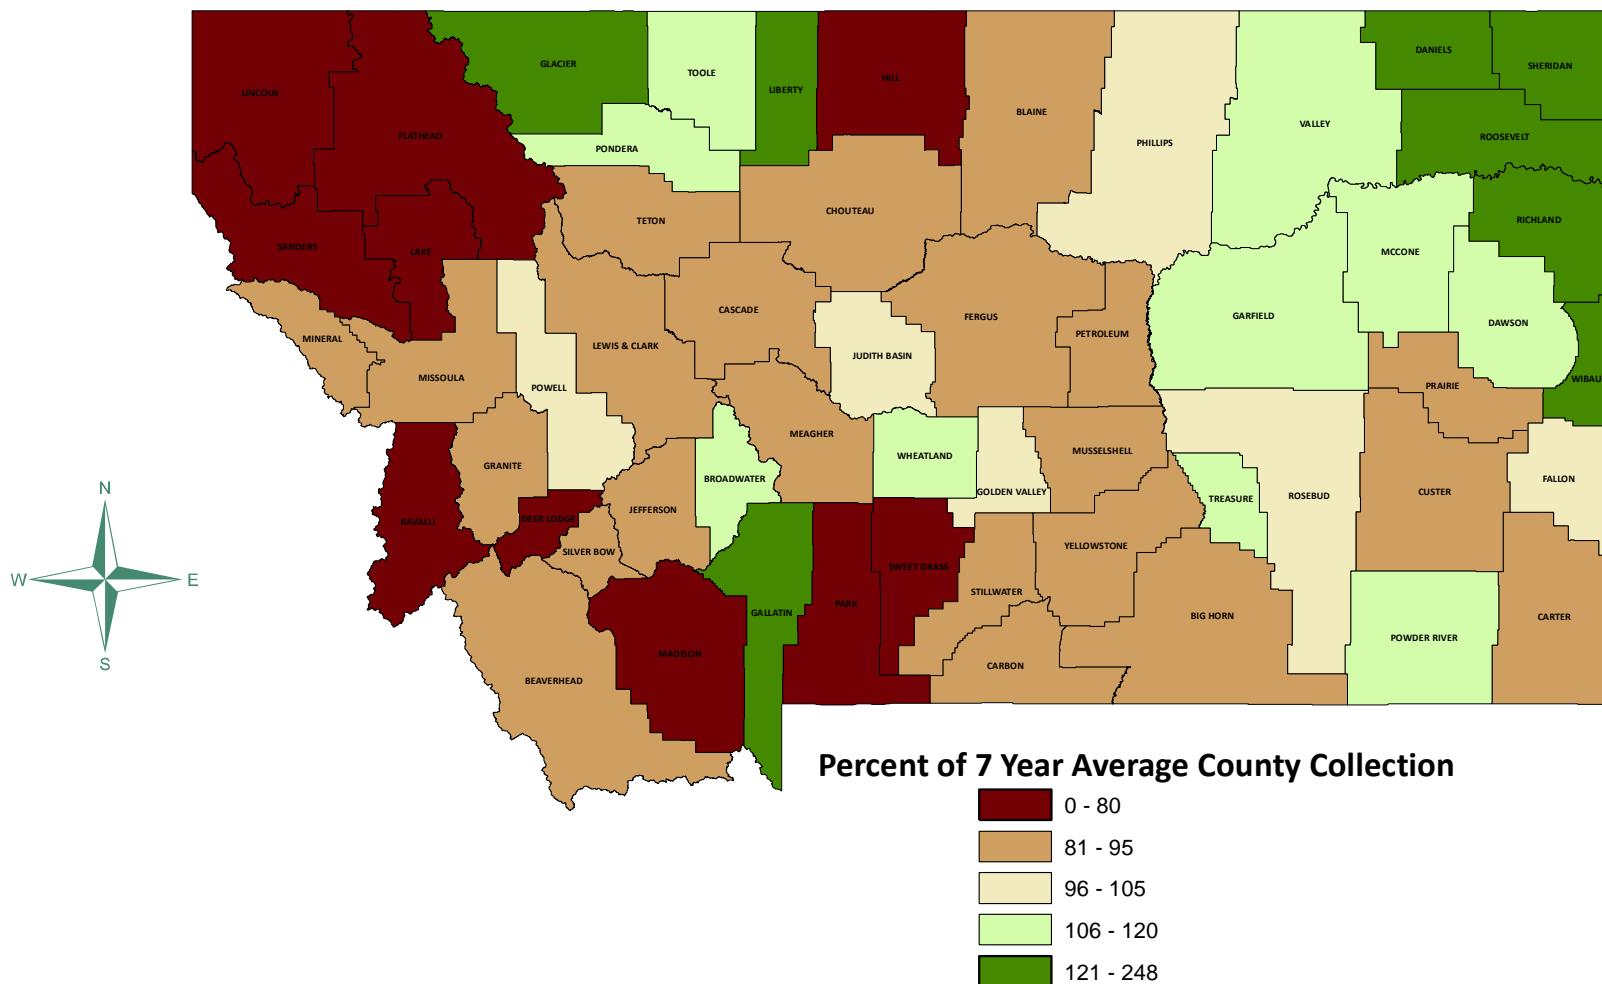 DANIELS
SHERIDAN
GLACIER
TOOLE
LIBERTY
HILL
LINCOLN
BLAINE
VALLEY
FLATHEAD
ROOSEVELT
PHILLIPS
PONDERA
CHOUTEAU
TETON
RICHLAND
SANDERS
LAKE
MCCONE
CASCADE
FERGUS
GARFIELD
DAWSON
PETROLEUM
MINERAL
LEWIS & CLARK
JUDITH BASIN
MISSOULA
POWELL
PRAIRIE
WIBAU
MEAGHER
MUSSELSHELL
WHEATLAND
GRANITE
BROADWATER
GOLDEN VALLEY
TREASURE
ROSEBUD
CUSTER
FALLON
N
JEFFERSON
RAVALLI
DEER LODGE
SILVER BOW
YELLOWSTONE
SWEET GRASS
W
E
STILLWATER
PARK
GALLATIN
BIG HORN
CARTER
POWDER RIVER
MADISON
S
CARBON
BEAVERHEAD
Percent of 7 Year Average County Collection
0 - 80
81 - 95
96 - 105
106 - 120
121 - 248